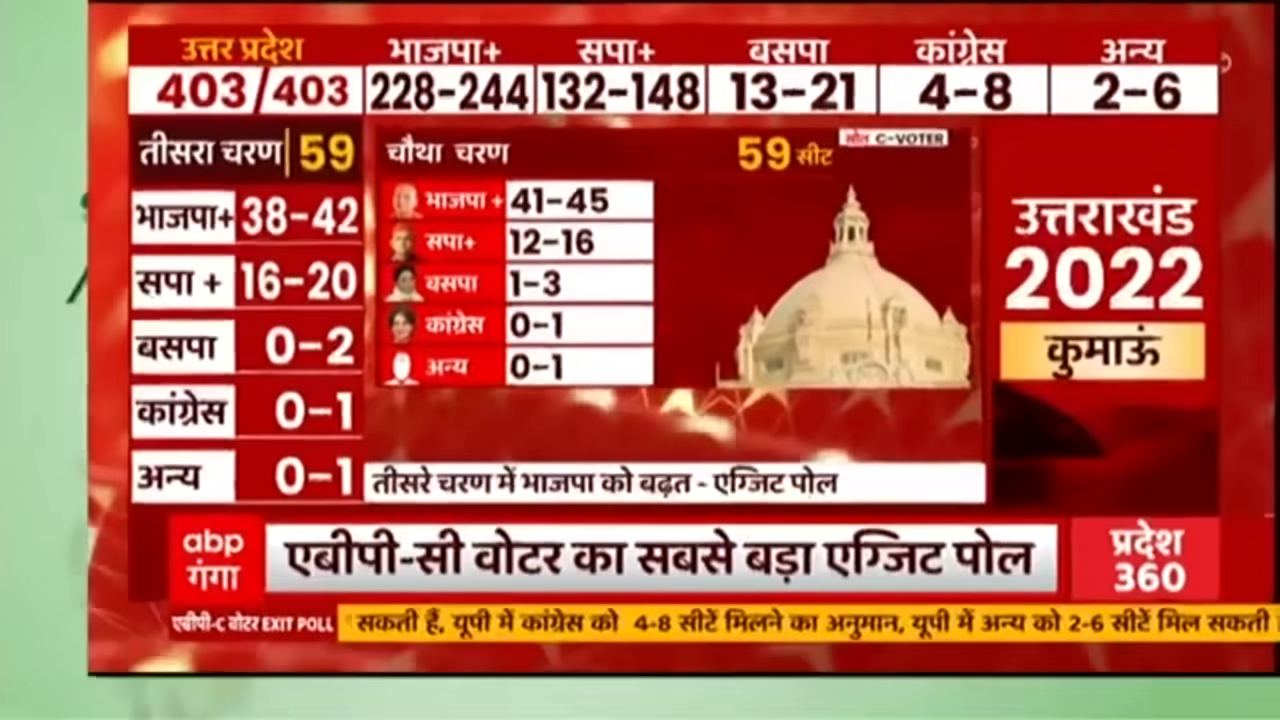 उत्तर प्रदेश भाजपा+ सपा+ बसपा कांग्रेस अन्य
403/403 228-244 132-148 13-21 4-8 2-6
तीसरा चरण 59
भाजपा+ 38-42
सपा + 16-20
बसपा 0-2
कांग्रेस 0-1
अन्य 0-1
चौथा चरण 59 सीट
सोर्स C-VOTER
भाजपा + 41-45
सपा+ 12-16
बसपा 1-3
कांग्रेस 0-1
अन्य 0-1
तीसरे चरण में भाजपा को बढ़त - एग्जिट पोल
उत्तराखंड
2022
कुमाऊं
abp
गंगा
एबीपी-सी वोटर का सबसे बड़ा एग्जिट पोल
प्रदेश
360
एबीपी-C वोटर EXIT POLL सकती हैं, यूपी में कांग्रेस को 4-8 सीटें मिलने का अनुमान, यूपी में अन्य को 2-6 सीटें मिल सकती